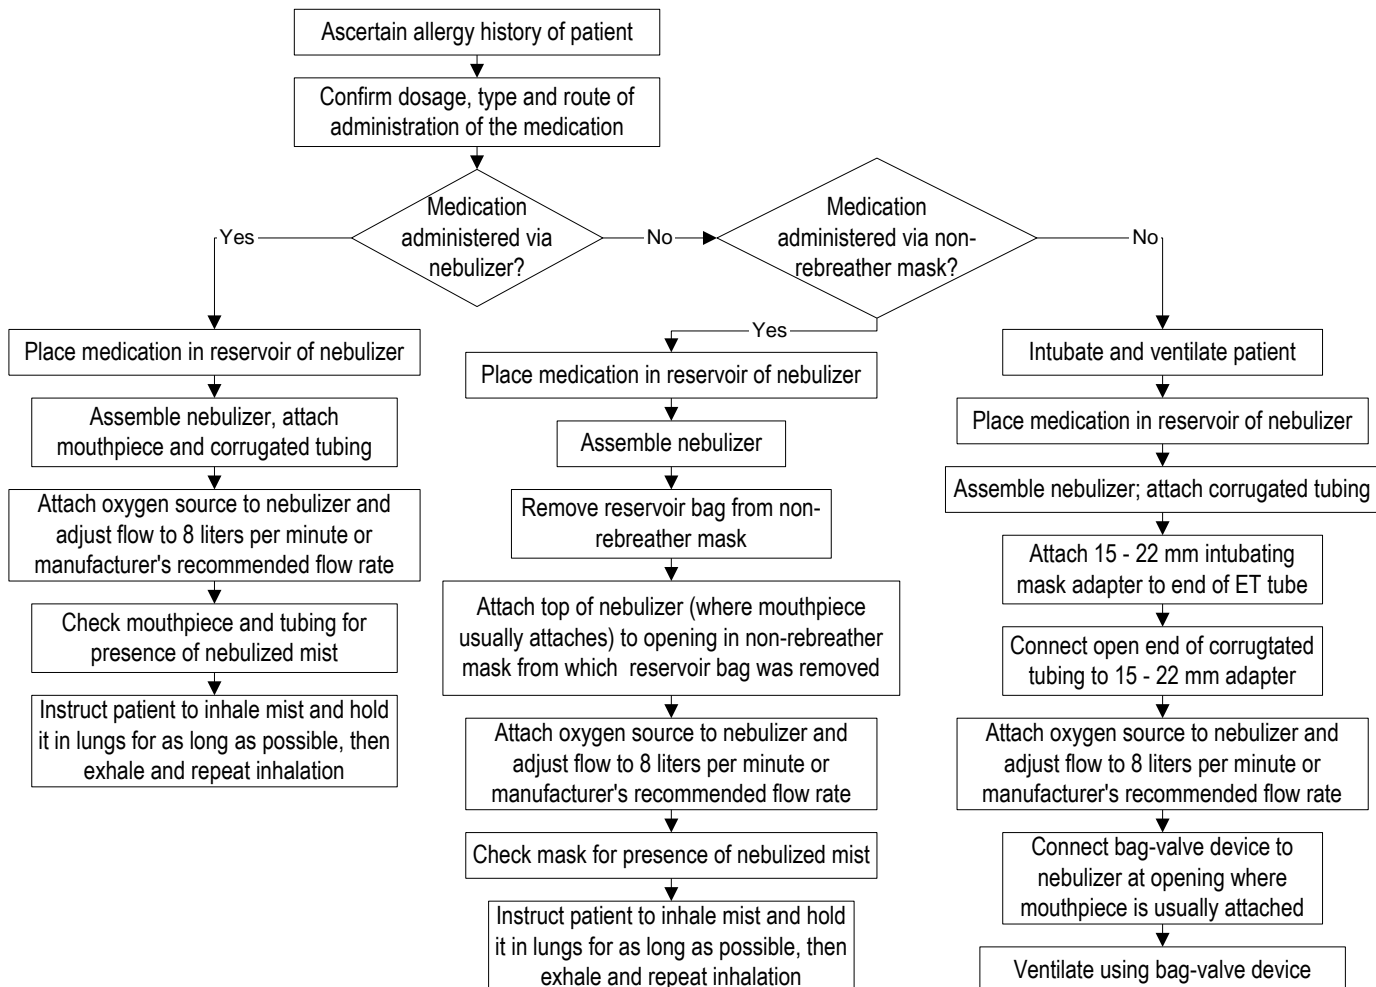 Ascertain allergy history of patient
Confirm dosage, type and route of
administration of the medication
Medication
administered via
nebulizer?
Yes
No
Medication
administered via non-
rebreather mask?
Yes
No
Place medication in reservoir of nebulizer
Assemble nebulizer, attach
mouthpiece and corrugated tubing
Attach oxygen source to nebulizer and
adjust flow to 8 liters per minute or
manufacturer's recommended flow rate
Check mouthpiece and tubing for
presence of nebulized mist
Instruct patient to inhale mist and hold
it in lungs for as long as possible, then
exhale and repeat inhalation
Place medication in reservoir of nebulizer
Assemble nebulizer
Remove reservoir bag from non-
rebreather mask
Attach top of nebulizer (where mouthpiece
usually attaches) to opening in non-rebreather
mask from which reservoir bag was removed
Attach oxygen source to nebulizer and
adjust flow to 8 liters per minute or
manufacturer's recommended flow rate
Check mask for presence of nebulized mist
Instruct patient to inhale mist and hold
it in lungs for as long as possible, then
exhale and repeat inhalation
Intubate and ventilate patient
Place medication in reservoir of nebulizer
Assemble nebulizer; attach corrugated tubing
Attach 15 - 22 mm intubating
mask adapter to end of ET tube
Connect open end of corrugtated
tubing to 15 - 22 mm adapter
Attach oxygen source to nebulizer and
adjust flow to 8 liters per minute or
manufacturer's recommended flow rate
Connect bag-valve device to
nebulizer at opening where
mouthpiece is usually attached
Ventilate using bag-valve device